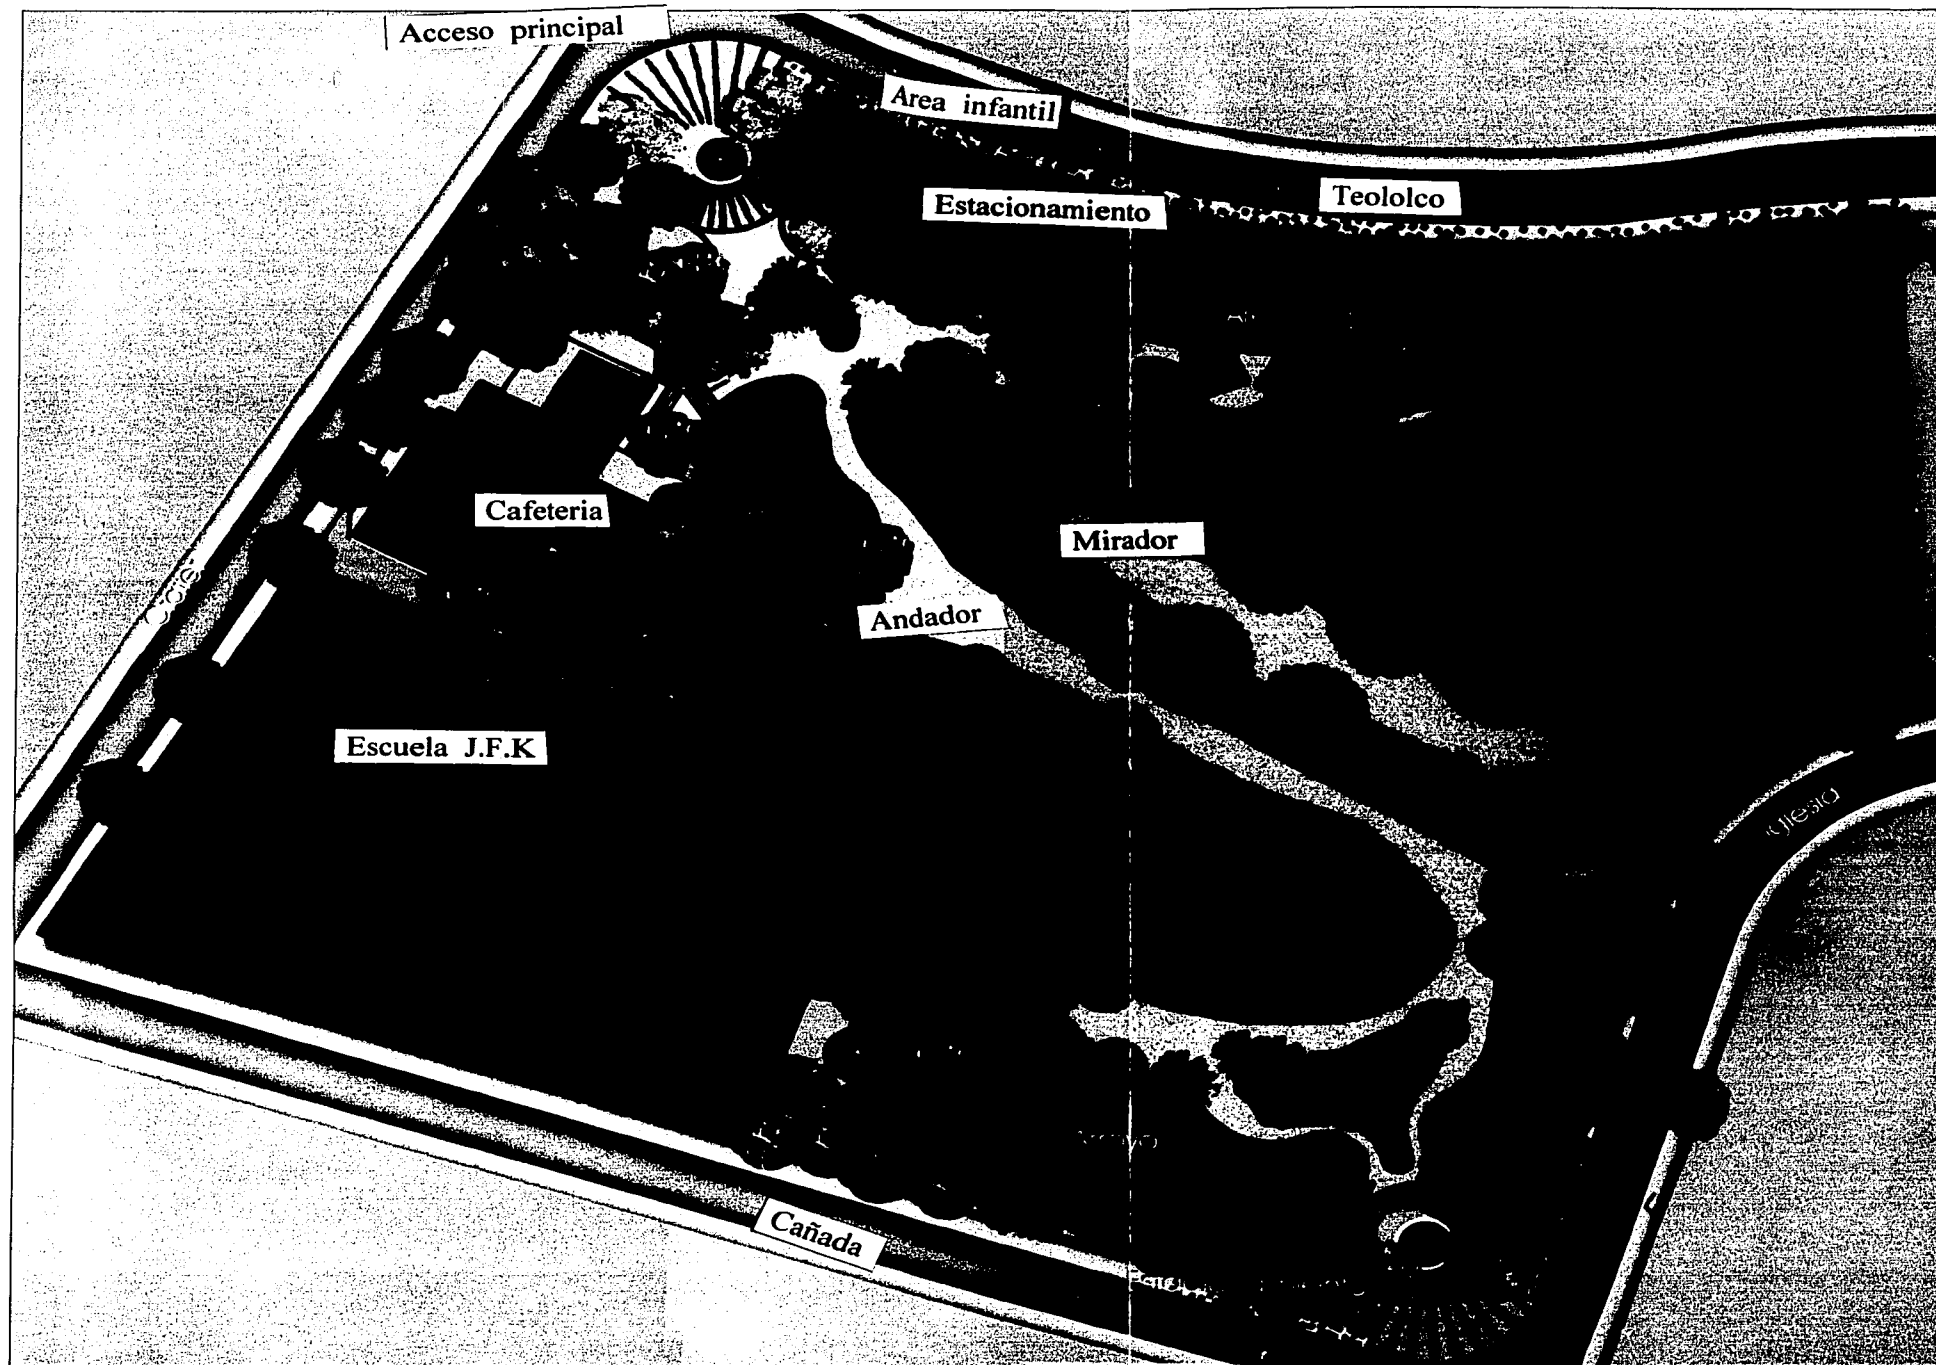 Acceso principal
Area infantil
Estacionamiento
Teololco
Cafeteria
Mirador
Andador
Escuela J.F.K
Iglesia
Cañada